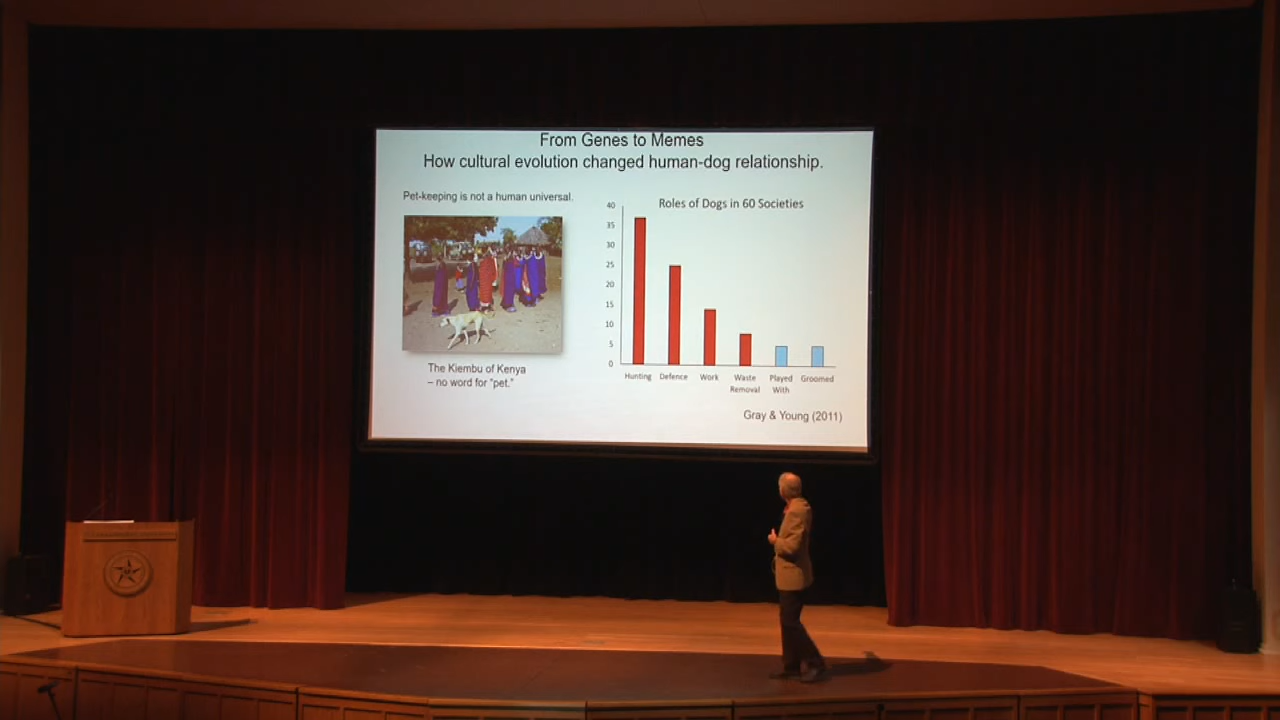 From Genes to Memes
How cultural evolution changed human-dog relationship.
Pet-keeping is not a human universal.
The Kiembu of Kenya
– no word for "pet."
Roles of Dogs in 60 Societies
40
35
30
25
20
15
10
5
0
Hunting Defence Work Waste Removal Played With Groomed
Gray & Young (2011)